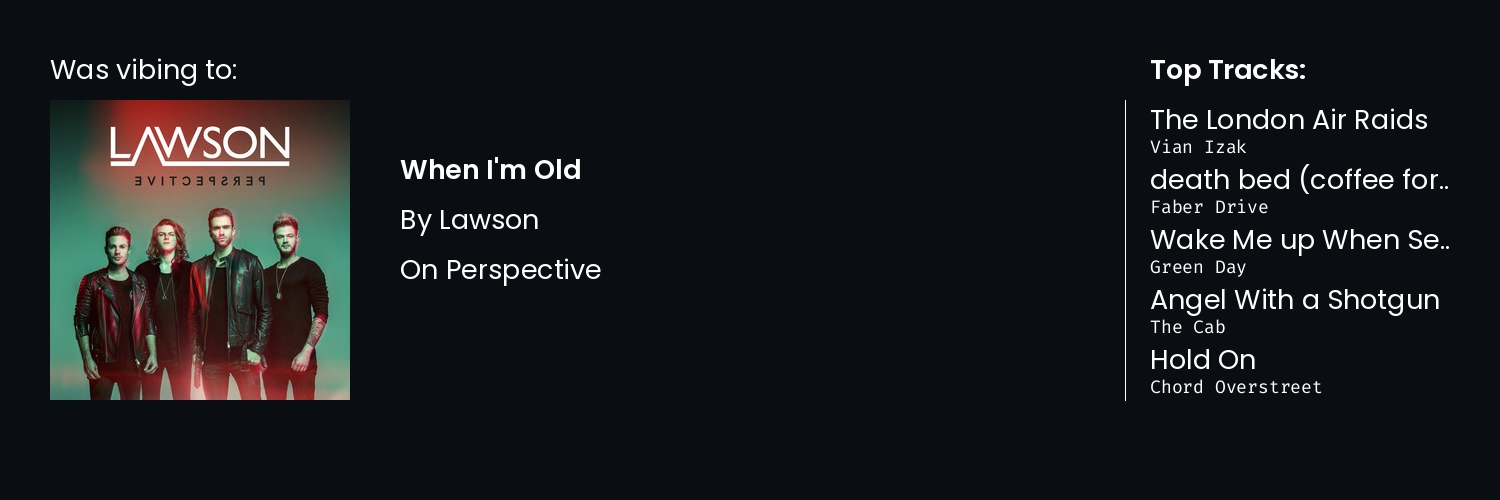 Was vibing to:
LAWSON
PERSPECTIVE
When I'm Old
By Lawson
On Perspective
Top Tracks:
The London Air Raids
Vian Izak
death bed (coffee for..
Faber Drive
Wake Me up When Se..
Green Day
Angel With a Shotgun
The Cab
Hold On
Chord Overstreet